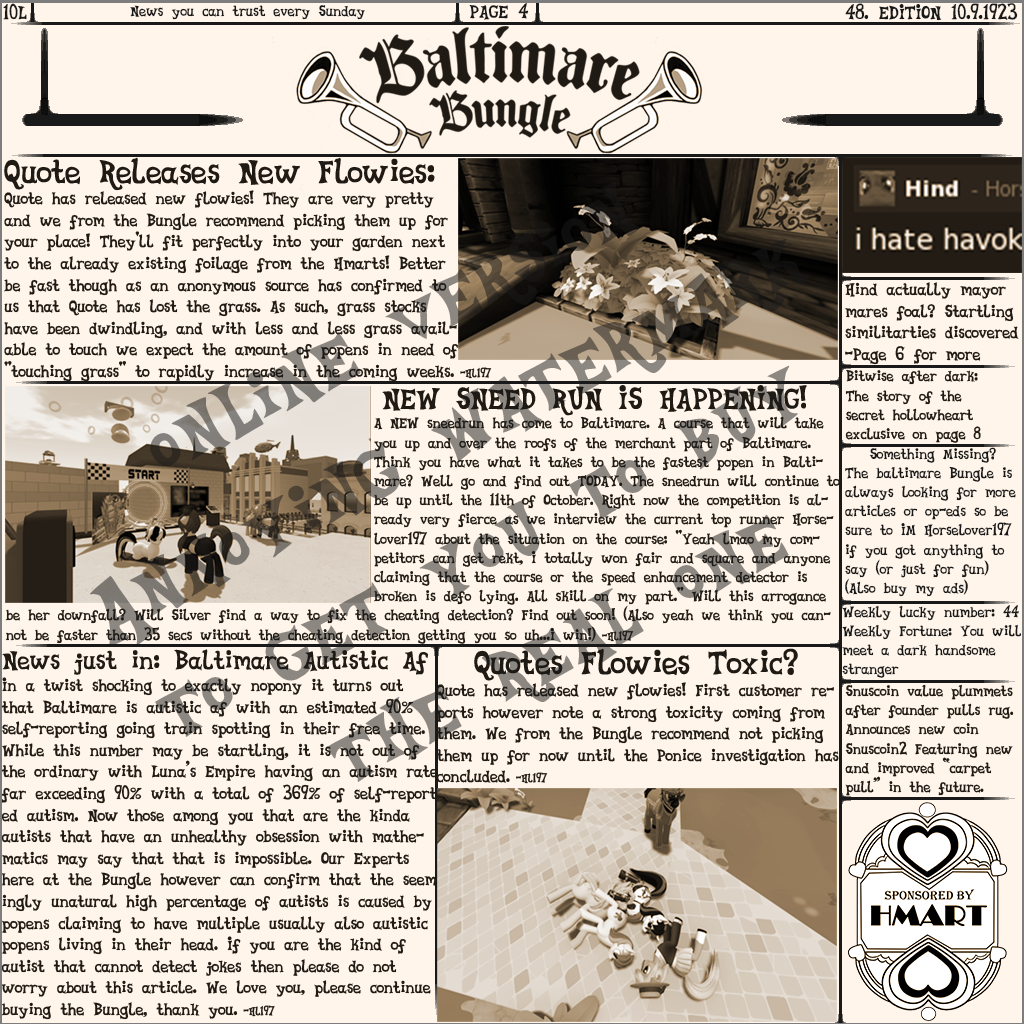 10L
News you can trust every Sunday
PAGE 4
48. EDITION 10.9.1923
Baltimare
Bungle
Quote Releases New Flowies:
Quote has released new flowies! They are very pretty
and we from the Bungle recommend picking them up for
your place! They'll fit perfectly into your garden next
to the already existing foilage from the Hmarts! Better
be fast though as an anonymous source has confirmed to
us that Quote has lost the grass. As such, grass stocks
have been dwindling, and with less and less grass avail-
able to touch we expect the amount of popens in need of
"touching grass" to rapidly increase in the coming weeks. -HL197
START
NEW SNEED RUN iS HAPPENING!
A NEW sneedrun has come to Baltimare. A course that will take
you up and over the roofs of the merchant part of Baltimare.
Think you have what it takes to be the fastest popen in Balti-
mare? Well go and find out TODAY. The sneedrun will continue to
be up until the 11th of October. Right now the competition is al-
ready very fierce as we interview the current top runner Horse-
lover197 about the situation on the course: "Yeah lmao my com-
petitors can get rekt, i totally won fair and square and anyone
claiming that the course or the speed enhancement detector is
broken is defo lying. All skill on my part. Will this arrogance
be her downfall? Will Silver find a way to fix the cheating detection? Find out soon! (Also yeah we think you can-
not be faster than 35 secs without the cheating detection getting you so uh...i win!) -HL197
News just in: Baltimare Autistic Af
in a twist shocking to exactly nopony it turns out
that Baltimare is autistic af with an estimated 90%
self-reporting going train spotting in their free time.
While this number may be startling, it is not out of
the ordinary with Luna's Empire having an autism rate
far exceeding 90% with a total of 369% of self-report
ed autism. Now those among you that are the kinda
autists that have an unhealthy obsession with mathe-
matics may say that that is impossible. Our Experts
here at the Bungle however can confirm that the seem
ingly unatural high percentage of autists is caused by
popens claiming to have multiple usually also autistic
popens living in their head. if you are the kind of
autist that cannot detect jokes then please do not
worry about this article. We love you, please continue
buying the Bungle, thank you. -HL197
Quotes Flowies Toxic?
Quote has released new flowies! First customer re-
ports however note a strong toxicity coming from
them. We from the Bungle recommend not picking
them up for now until the Ponice investigation has
concluded. -HL197
Hind - Hors
i hate havok
Hind actually mayor
mares foal? Startling
similitarties discovered
-Page 6 for more
Bitwise after dark:
The story of the
secret hollowheart
exclusive on page 8
Something Missing?
The baltimare Bungle is
always looking for more
articles or op-eds so be
sure to iM Horselover197
if you got anything to
say (or just for fun)
(Also buy my ads)
Weekly lucky number: 44
Weekly Fortune: You will
meet a dark handsome
stranger
Snuscoin value plummets
after founder pulls rug.
Announces new coin
Snuscoin2 Featuring new
and improved "carpet
pull" in the future.
SPONSORED BY
HMART
ONLiNE VERSiON
ANNOYiNG WATERMARK
TO GET YOU TO BUY
THE REAL ONE